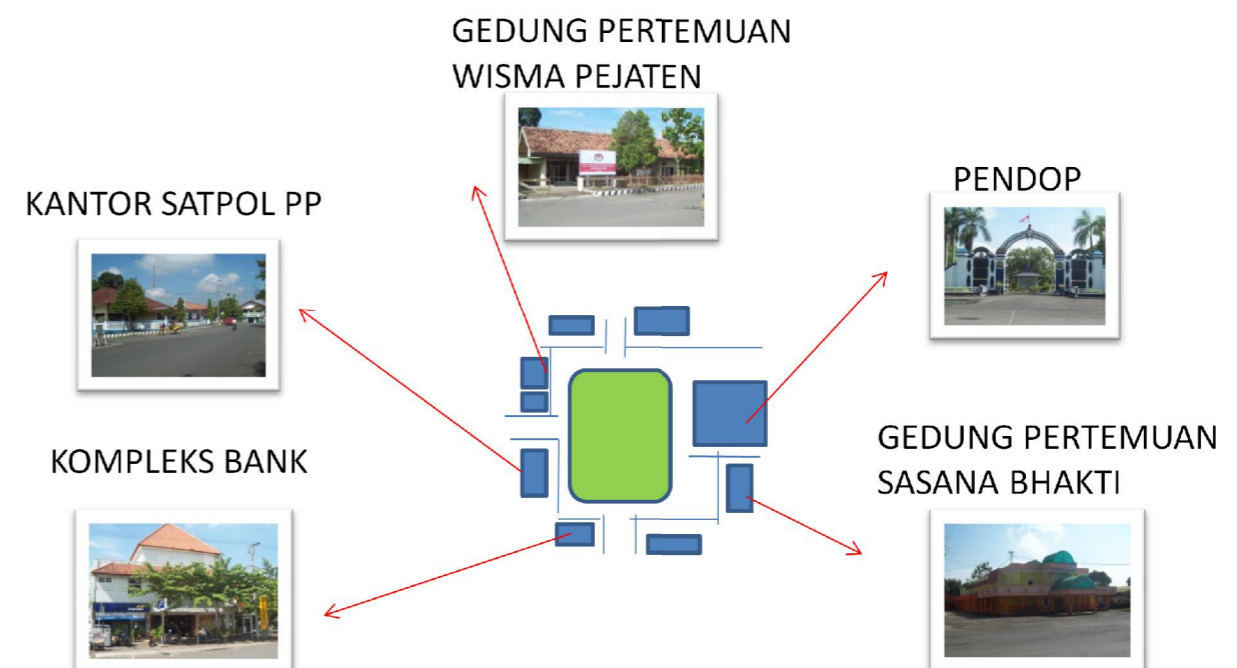 GEDUNG PERTEMUAN
WISMA PEJATEN
PENDOP
KANTOR SATPOL PP
GEDUNG PERTEMUAN
SASANA BHAKTI
KOMPLEKS BANK